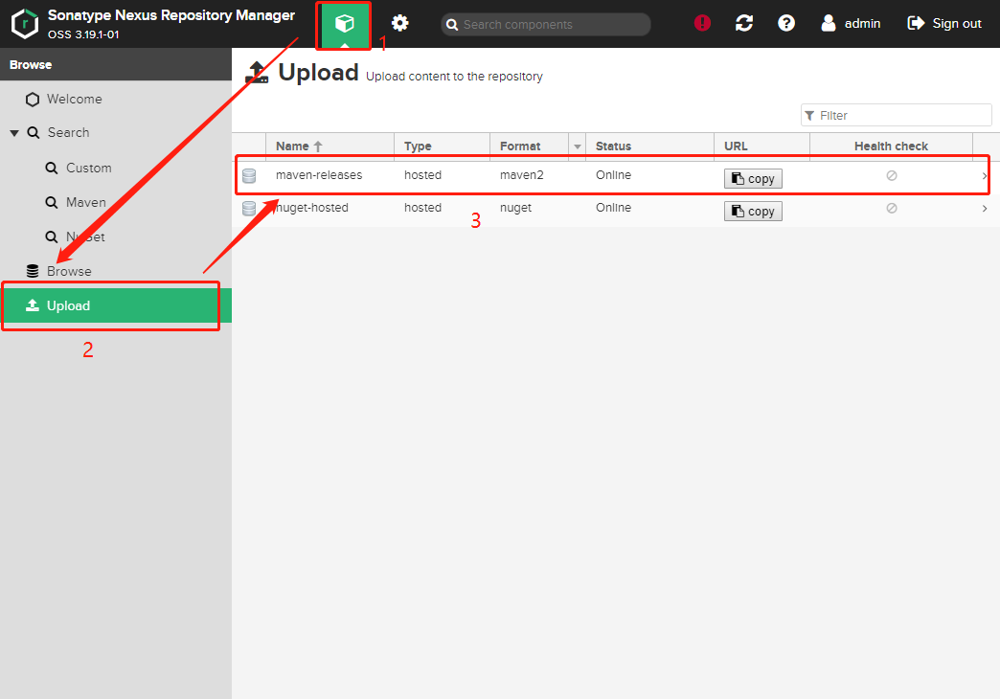 Sonatype Nexus Repository Manager
OSS 3.19.1-01
Search components
admin
Sign out
1
Browse
Welcome
Search
Custom
Maven
NuGet
Browse
Upload
2
Upload Upload content to the repository
Filter
Name Type Format Status URL Health check
maven-releases hosted maven2 Online copy
nuget-hosted hosted nuget Online copy
3